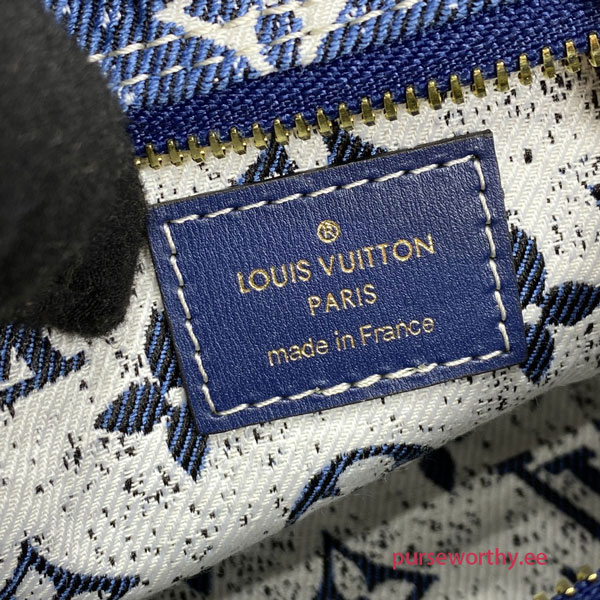 ®
LOUIS VUITTON
PARIS
made in France
purseworthy.ee